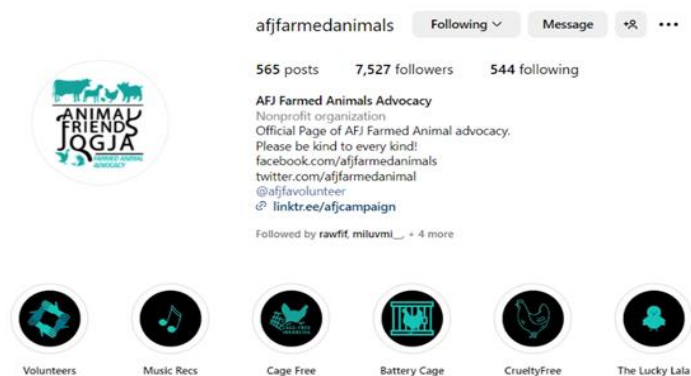 afjfarmedanimals Following Message
565 posts 7,527 followers 544 following
AFJ Farmed Animals Advocacy
Nonprofit organization
Official Page of AFJ Farmed Animal advocacy.
Please be kind to every kind!
facebook.com/afjfarmedanimals
twitter.com/afjfarmedanimal
@afjfavolunteer
linktr.ee/afjcampaign
Followed by rawfif, miluvmi__, + 4 more
ANIMAL
FRIENDS
JOGJA
FARMED ANIMAL
ADVOCACY
CAGE-FREE
Volunteers Music Recs Cage Free Battery Cage CrueltyFree The Lucky Lala